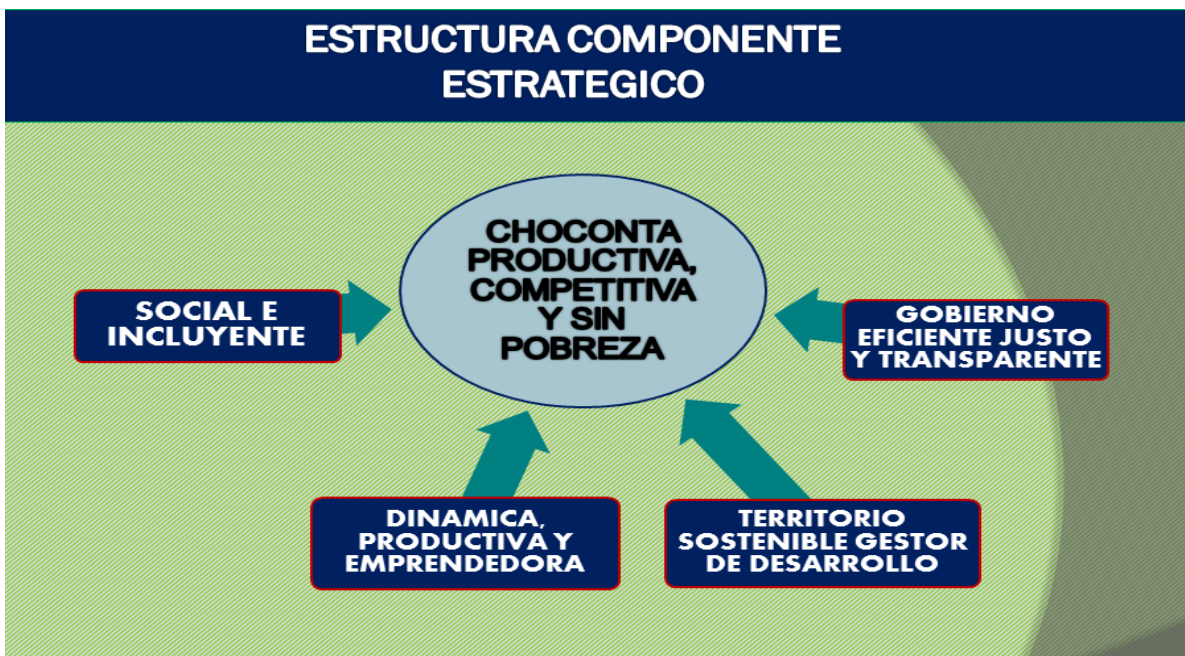 ESTRUCTURA COMPONENTE
ESTRATEGICO
CHOCONTA
PRODUCTIVA,
COMPETITIVA
Y SIN
POBREZA
SOCIAL E
INCLUYENTE
GOBIERNO
EFICIENTE JUSTO
Y TRANSPARENTE
DINAMICA,
PRODUCTIVA Y
EMPRENDEDORA
TERRITORIO
SOSTENIBLE GESTOR
DE DESARROLLO